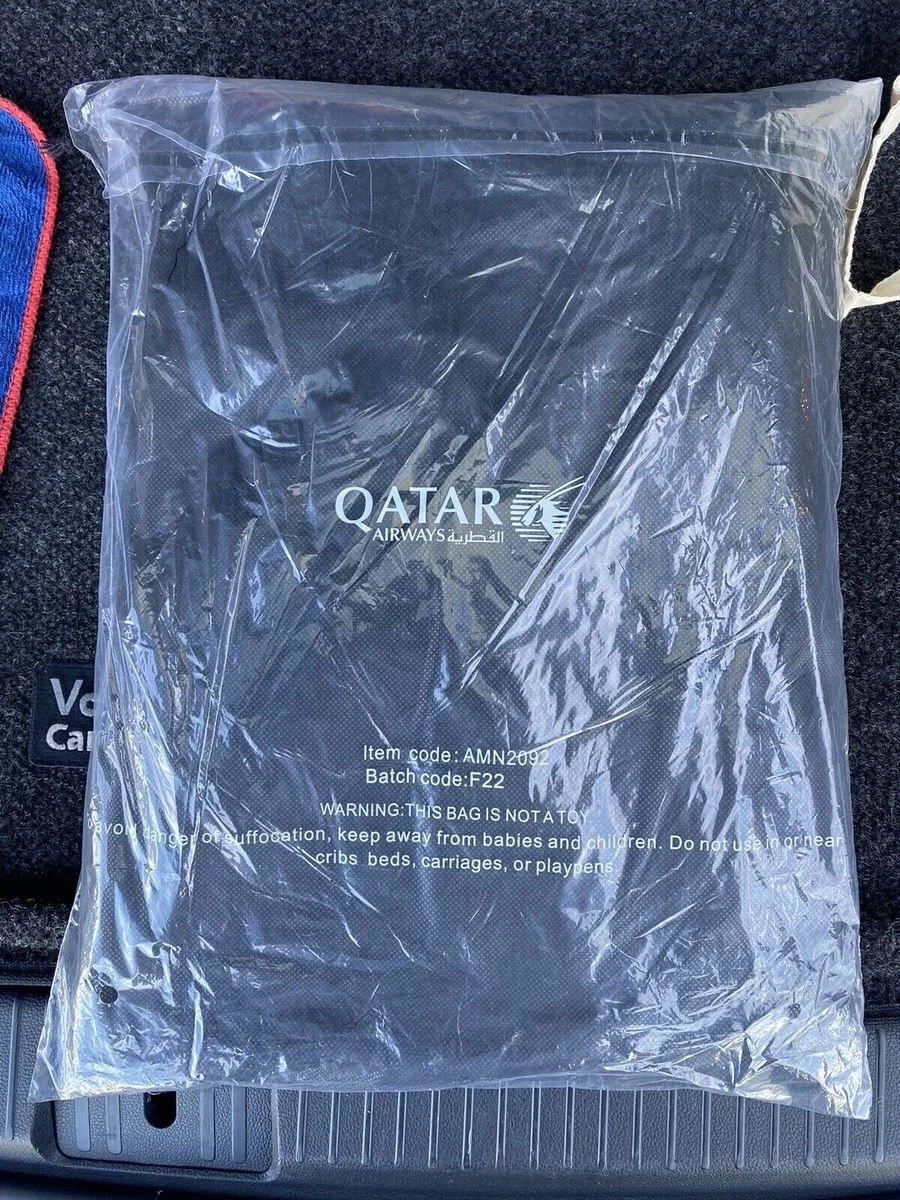 QATAR
AIRWAYS القطرية
Item code: AMN2092
Batch code:F22
WARNING:THIS BAG IS NOT A TOY
avoid danger of suffocation, keep away from babies and children. Do not use in or near
cribs beds, carriages, or playpens.